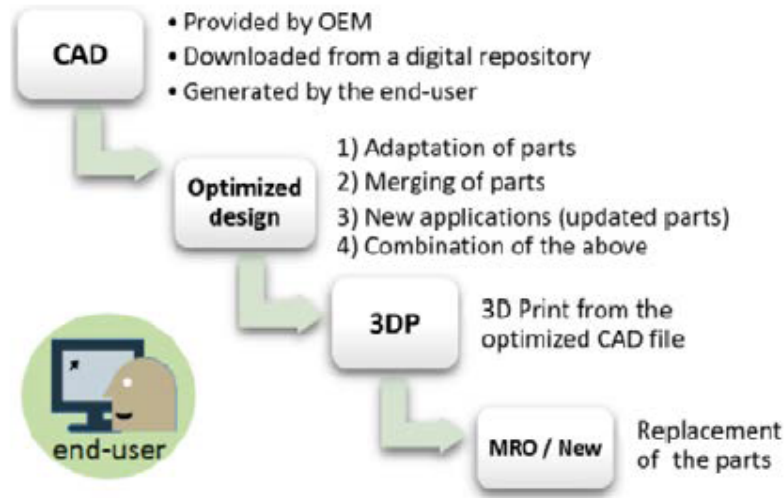 CAD
• Provided by OEM
• Downloaded from a digital repository
• Generated by the end-user
Optimized
design
1) Adaptation of parts
2) Merging of parts
3) New applications (updated parts)
4) Combination of the above
3DP
3D Print from the
optimized CAD file
end-user
MRO / New
Replacement
of the parts